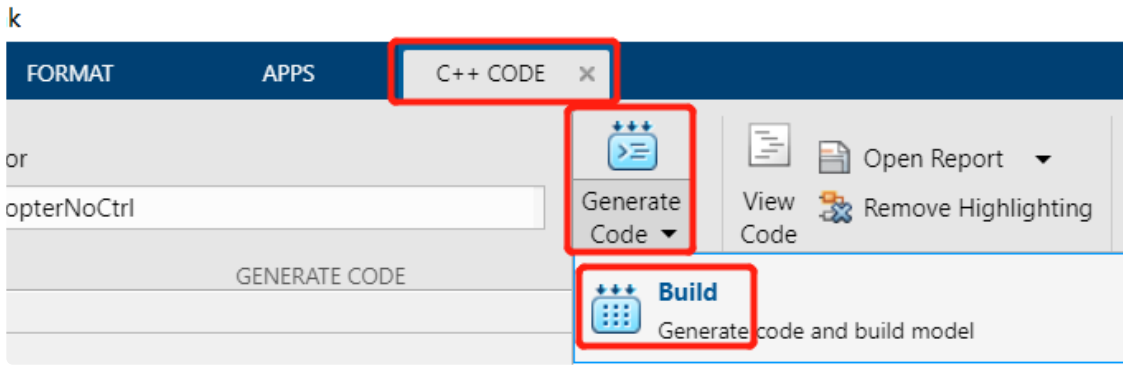 k
FORMAT
APPS
C++ CODE
or
opterNoCtrl
Generate
Code
View
Code
Open Report
Remove Highlighting
GENERATE CODE
Build
Generate code and build model